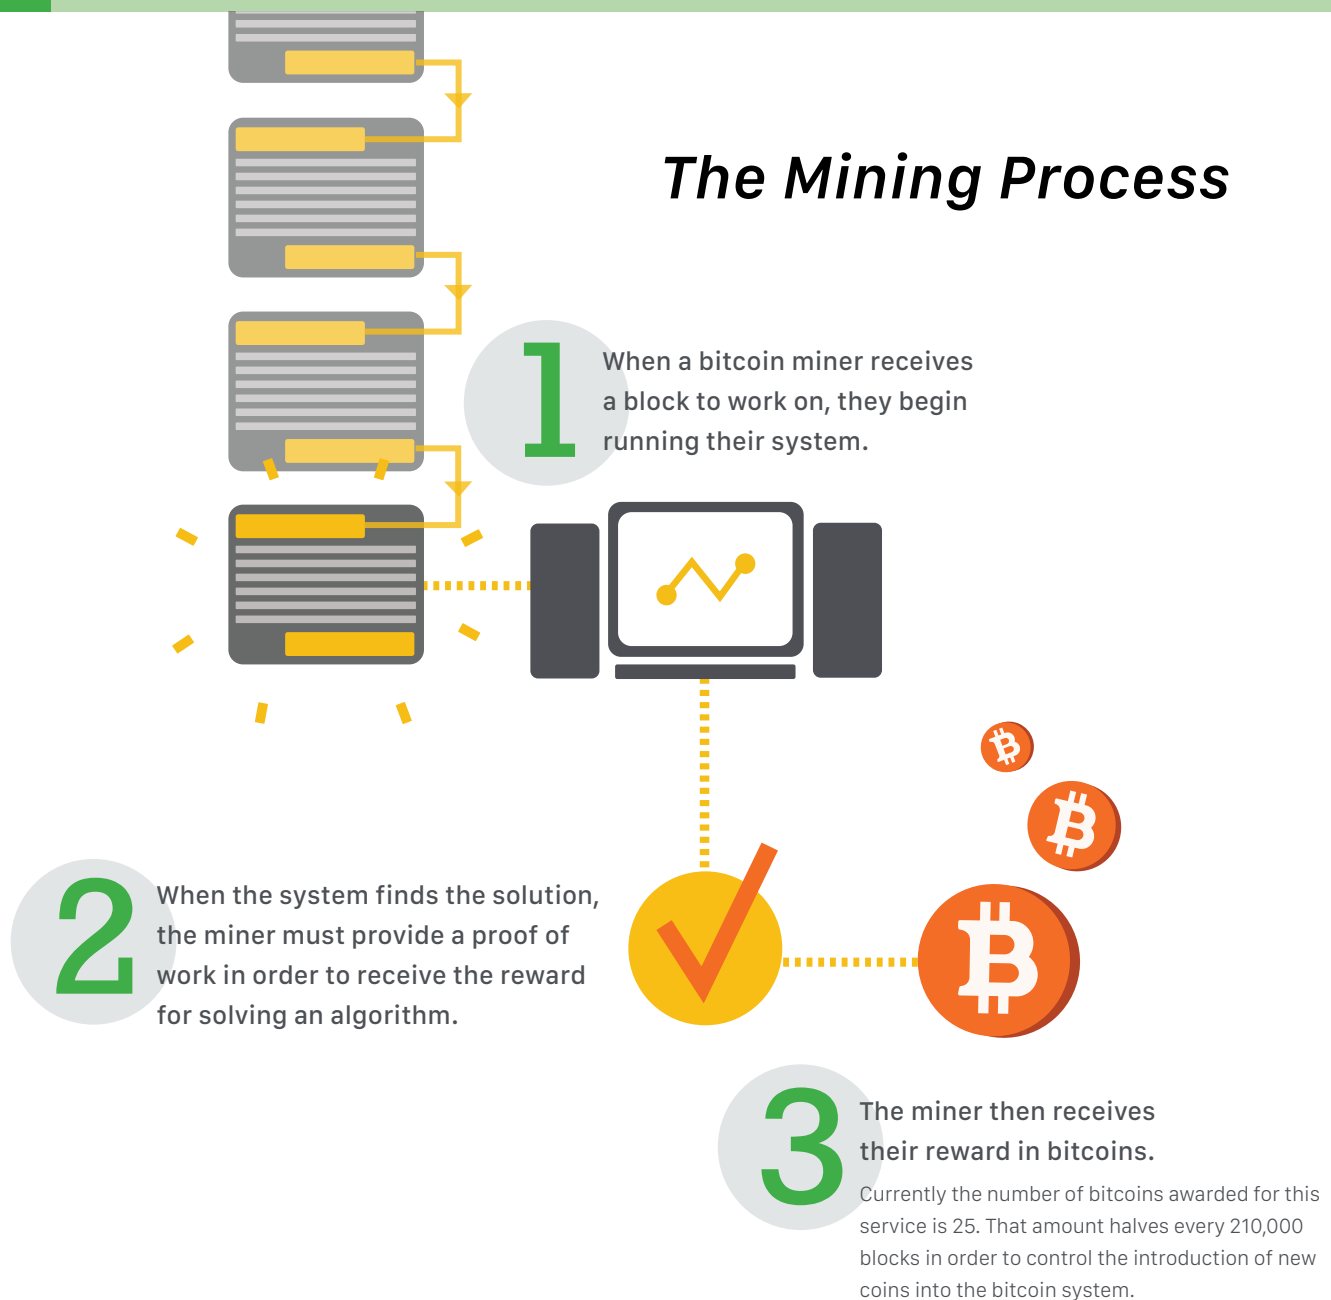 The Mining Process
1
When a bitcoin miner receives
a block to work on, they begin
running their system.
2
When the system finds the solution,
the miner must provide a proof of
work in order to receive the reward
for solving an algorithm.
3
The miner then receives
their reward in bitcoins.
Currently the number of bitcoins awarded for this
service is 25. That amount halves every 210,000
blocks in order to control the introduction of new
coins into the bitcoin system.